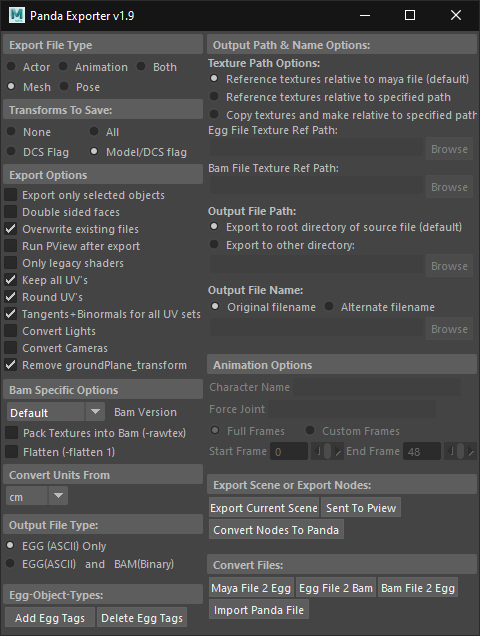 Panda Exporter v1.9
Export File Type
Actor Animation Both
Mesh Pose
Transforms To Save:
None All
DCS Flag Model/DCS flag
Export Options
Export only selected objects
Double sided faces
Overwrite existing files
Run PView after export
Only legacy shaders
Keep all UV's
Round UV's
Tangents+Binormals for all UV sets
Convert Lights
Convert Cameras
Remove groundPlane_transform
Bam Specific Options
Default Bam Version
Pack Textures into Bam (-rawtex)
Flatten (-flatten 1)
Convert Units From
cm
Output File Type:
EGG (ASCII) Only
EGG(ASCII) and BAM(Binary)
Egg-Object-Types:
Add Egg Tags Delete Egg Tags
Output Path & Name Options:
Texture Path Options:
Reference textures relative to maya file (default)
Reference textures relative to specified path
Copy textures and make relative to specified path
Egg File Texture Ref Path:
Browse
Bam File Texture Ref Path:
Browse
Output File Path:
Export to root directory of source file (default)
Export to other directory:
Browse
Output File Name:
Original filename Alternate filename
Browse
Animation Options
Character Name
Force Joint
Full Frames Custom Frames
Start Frame 0 End Frame 48
Export Scene or Export Nodes:
Export Current Scene Sent To Pview
Convert Nodes To Panda
Convert Files:
Maya File 2 Egg Egg File 2 Bam Bam File 2 Egg
Import Panda File